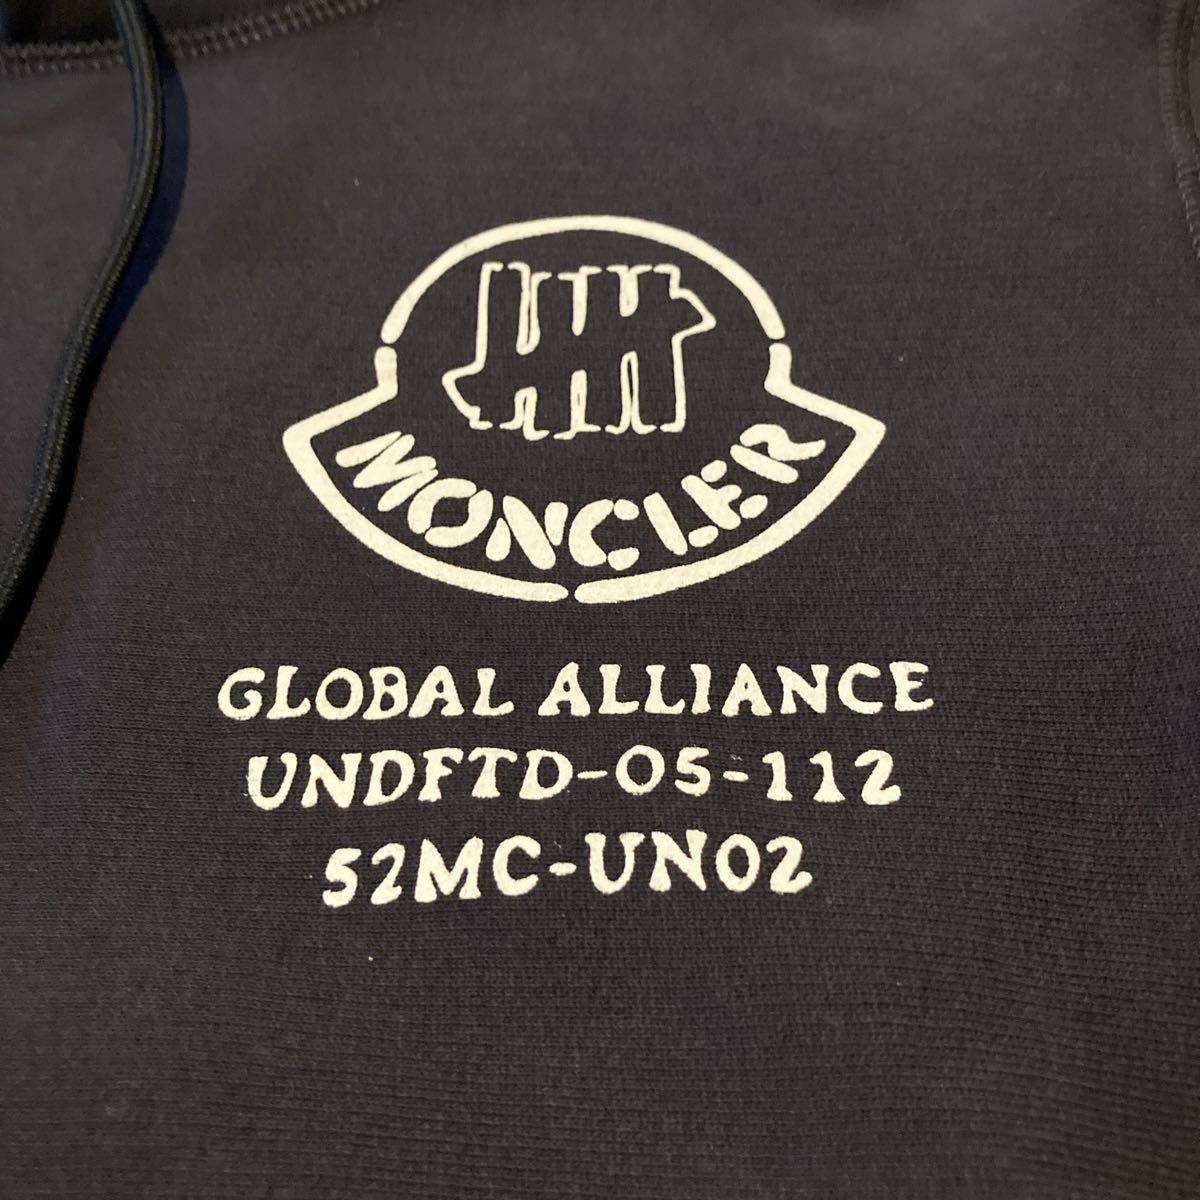 MONCLER
GLOBAL ALLIANCE
UNDFTD-05-112
52MC-UN02